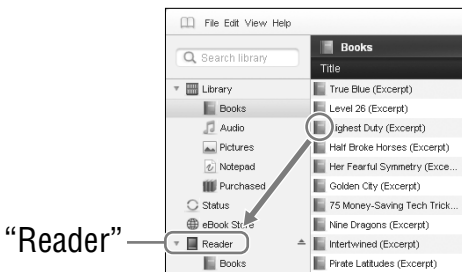 File Edit View Help
Search library
Library
Books
Audio
Pictures
Notepad
Purchased
Status
eBook Store
Reader
Books
Books
Title
True Blue (Excerpt)
Level 26 (Excerpt)
Highest Duty (Excerpt)
Half Broke Horses (Excerpt)
Her Fearful Symmetry (Exce...
Golden City (Excerpt)
75 Money-Saving Tech Trick...
Nine Dragons (Excerpt)
Intertwined (Excerpt)
Pirate Latitudes (Excerpt)
“Reader”